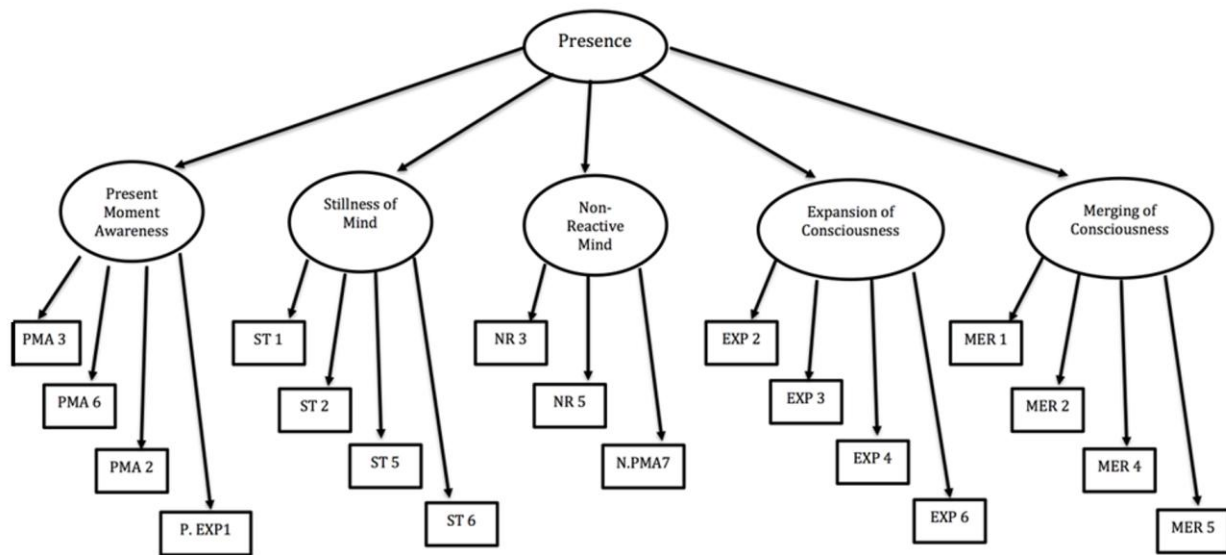 Presence
Present
Moment
Awareness
Stillness of
Mind
Non-
Reactive
Mind
Expansion of
Consciousness
Merging of
Consciousness
PMA 3
PMA 6
PMA 2
P. EXP1
ST 1
ST 2
ST 5
ST 6
NR 3
NR 5
N.PMA7
EXP 2
EXP 3
EXP 4
EXP 6
MER 1
MER 2
MER 4
MER 5